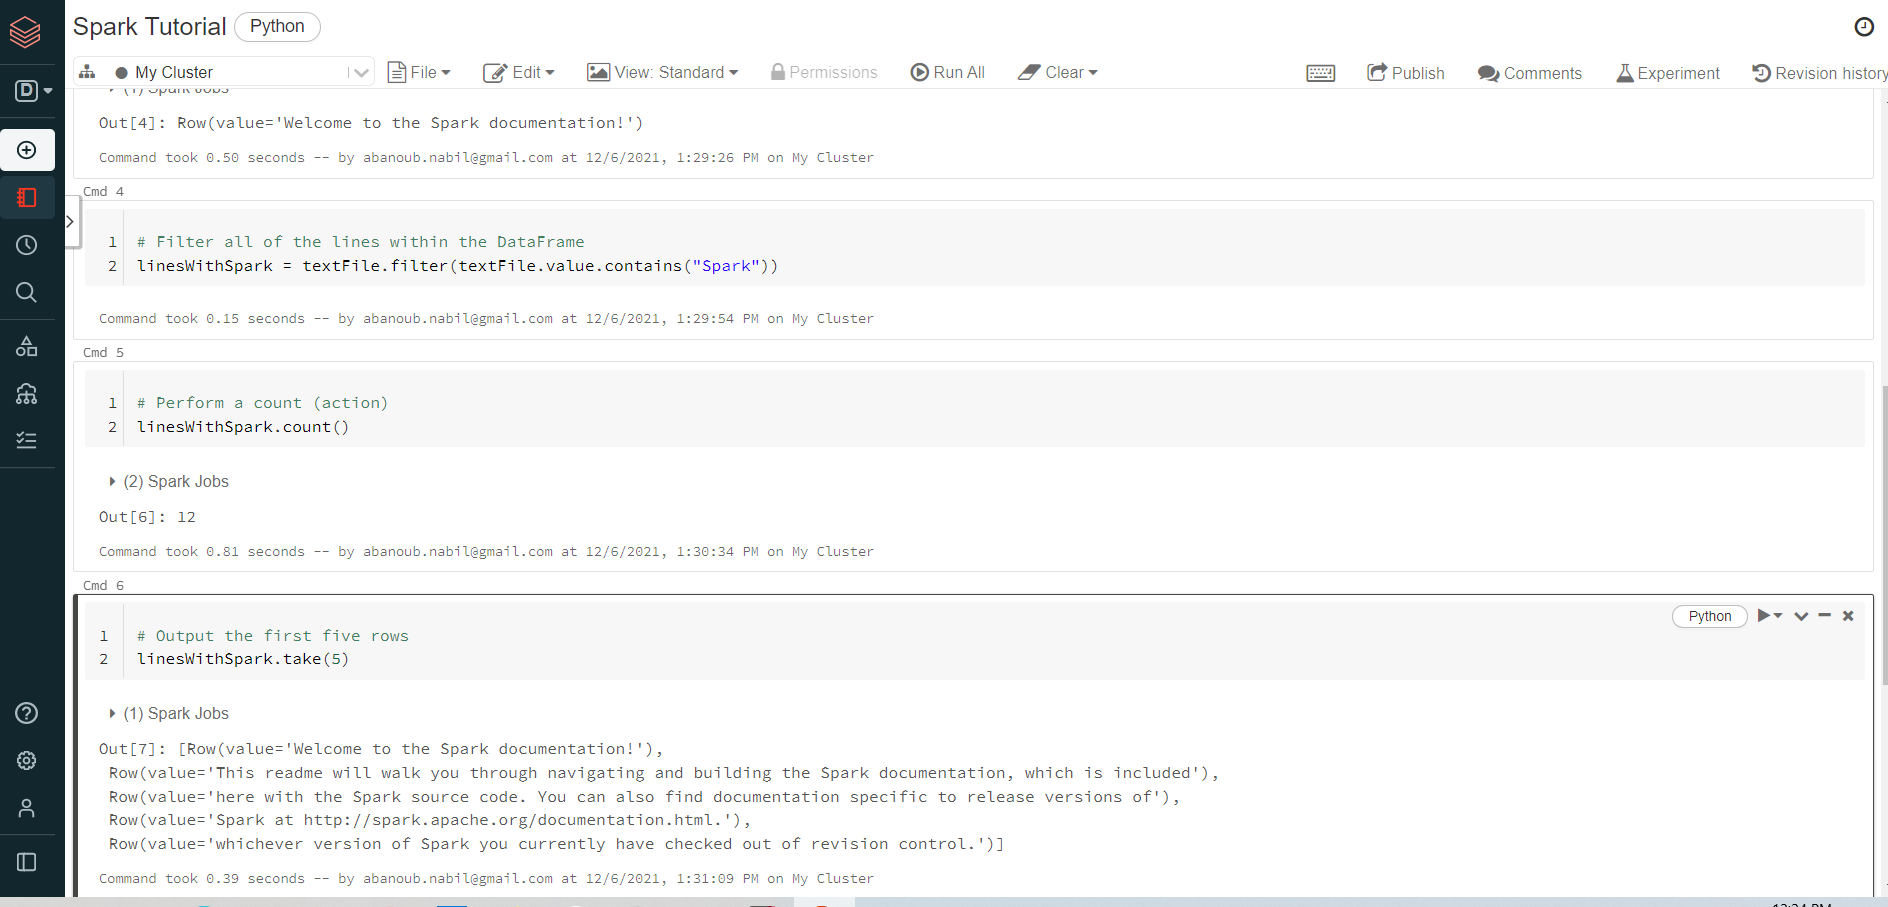 Spark Tutorial Python
D
My Cluster File Edit View: Standard Permissions Run All Clear Publish Comments Experiment Revision history
(1) Spark Jobs
Out[4]: Row(value='Welcome to the Spark documentation!')
Command took 0.50 seconds -- by abanoub.nabil@gmail.com at 12/6/2021, 1:29:26 PM on My Cluster
Cmd 4
1 # Filter all of the lines within the DataFrame
2 linesWithSpark = textFile.filter(textFile.value.contains("Spark"))
Command took 0.15 seconds -- by abanoub.nabil@gmail.com at 12/6/2021, 1:29:54 PM on My Cluster
Cmd 5
1 # Perform a count (action)
2 linesWithSpark.count()
(2) Spark Jobs
Out[6]: 12
Command took 0.81 seconds -- by abanoub.nabil@gmail.com at 12/6/2021, 1:30:34 PM on My Cluster
Cmd 6
Python
1 # Output the first five rows
2 linesWithSpark.take(5)
(1) Spark Jobs
Out[7]: [Row(value='Welcome to the Spark documentation!'),
Row(value='This readme will walk you through navigating and building the Spark documentation, which is included'),
Row(value='here with the Spark source code. You can also find documentation specific to release versions of'),
Row(value='Spark at http://spark.apache.org/documentation.html.'),
Row(value='whichever version of Spark you currently have checked out of revision control.')]
Command took 0.39 seconds -- by abanoub.nabil@gmail.com at 12/6/2021, 1:31:09 PM on My Cluster